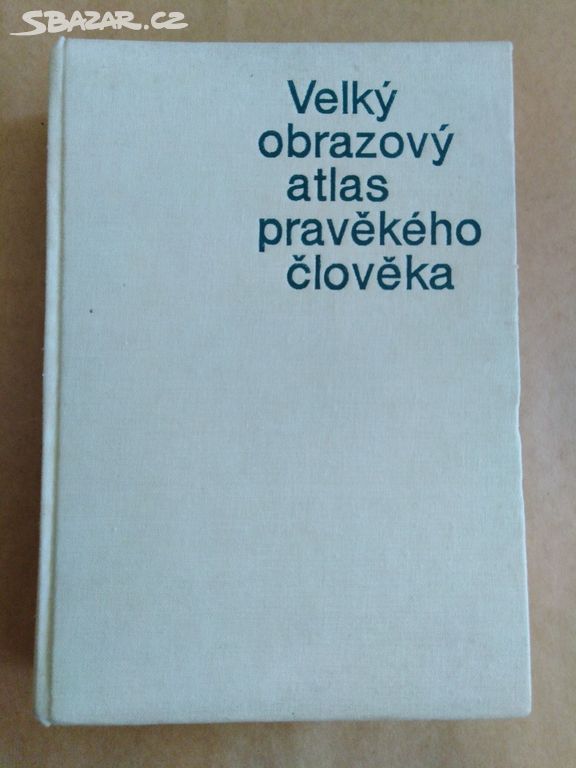 SBAZAR.CZ
Velký
obrazový
atlas
pravěkého
člověka